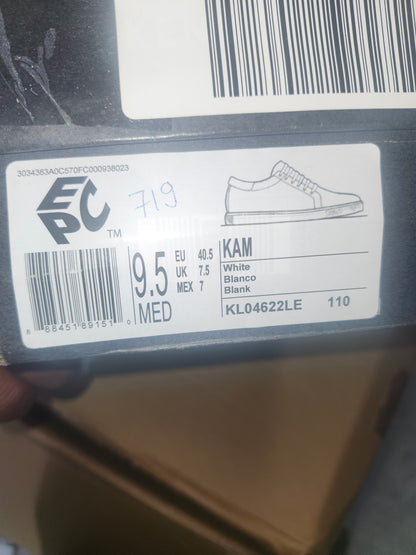 3034363A0C570FC000938023
EPC TM
719
9.5
MED
EU 40.5
UK 7.5
MEX 7
KAM
White
Blanco
Blank
KL04622LE 110
8 88451 89151 0